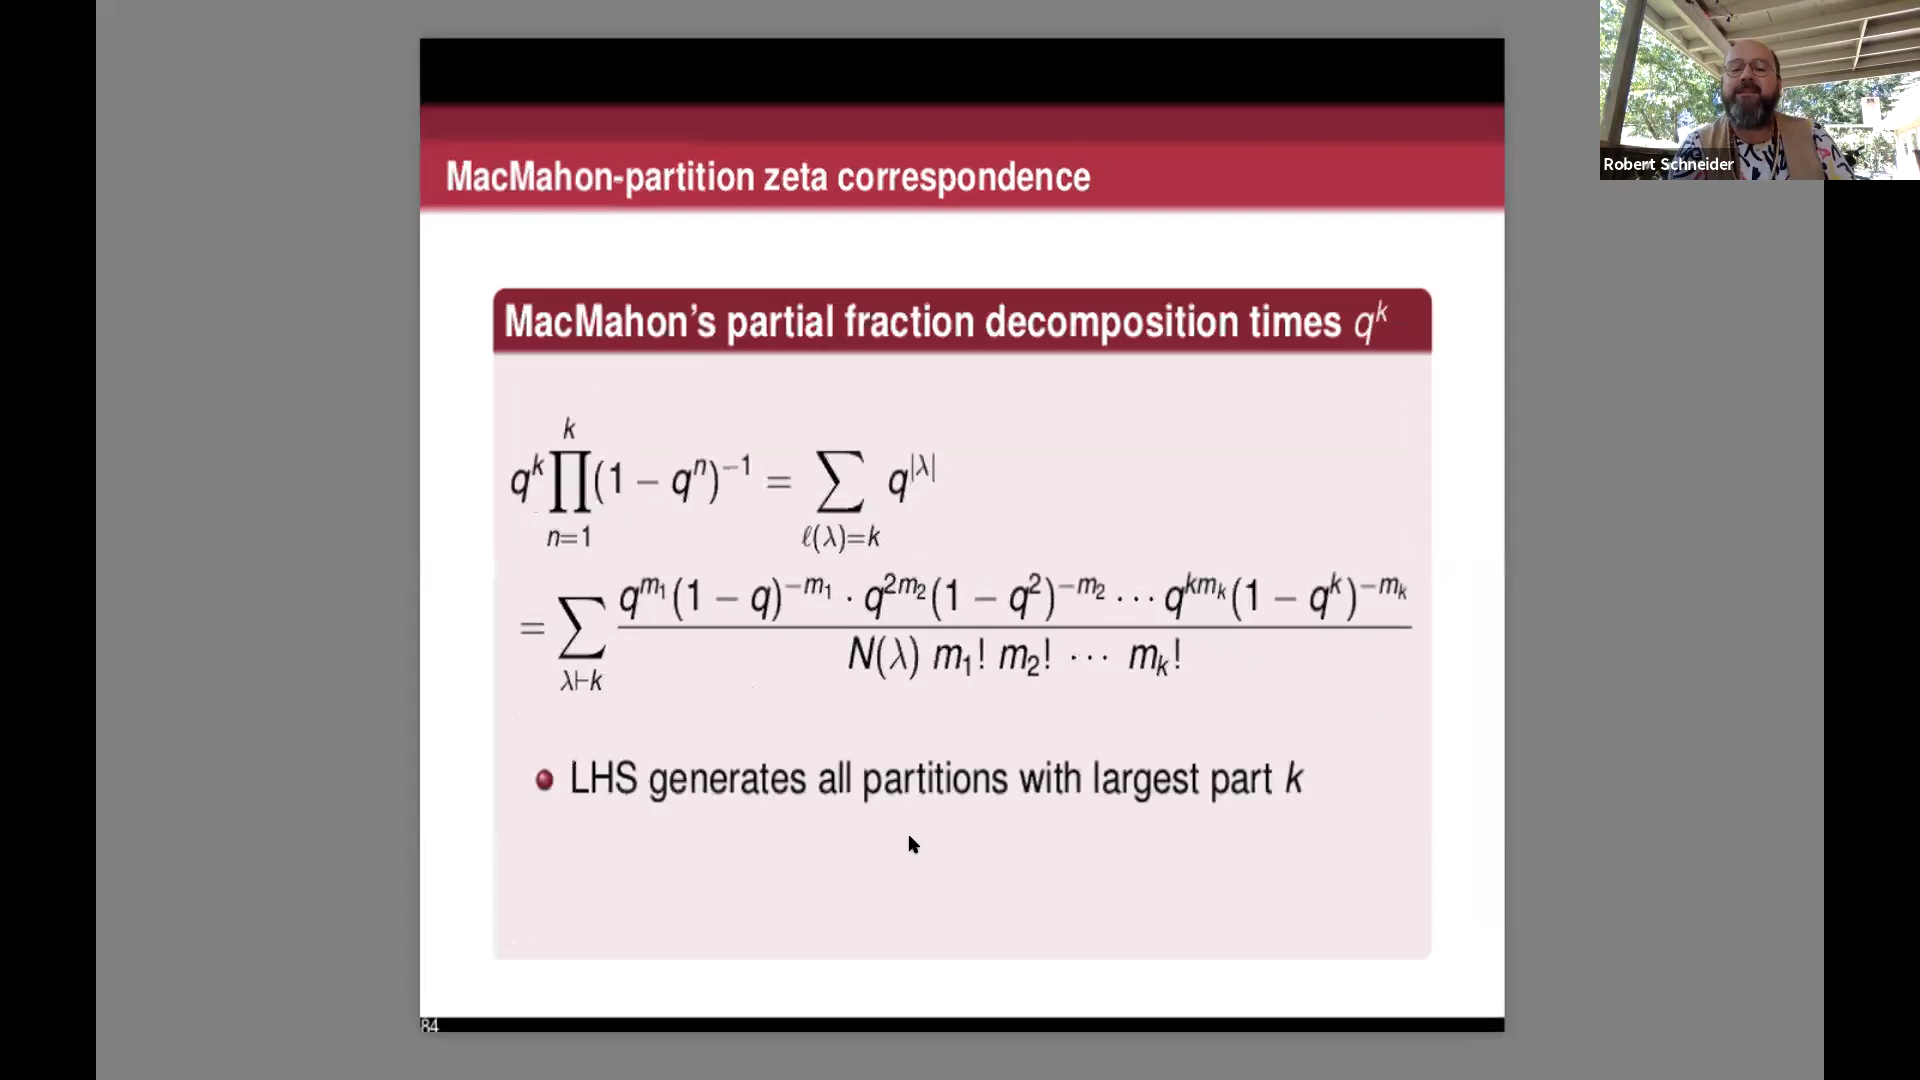 MacMahon-partition zeta correspondence
MacMahon's partial fraction decomposition times q^k
q^k ∏_{n=1}^{k} (1 − q^n)^{−1} = ∑_{ℓ(λ)=k} q^{|λ|}
= ∑_{λ⊢k} \frac{q^{m_1}(1 − q)^{−m_1} · q^{2m_2}(1 − q^2)^{−m_2} ··· q^{km_k}(1 − q^k)^{−m_k}}{N(λ) m_1! m_2! ··· m_k!}
LHS generates all partitions with largest part k
84
Robert Schneider